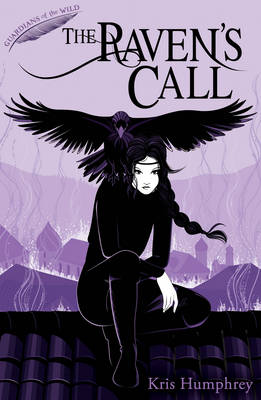 GUARDIANS of the WILD
THE RAVEN'S
CALL
Kris Humphrey